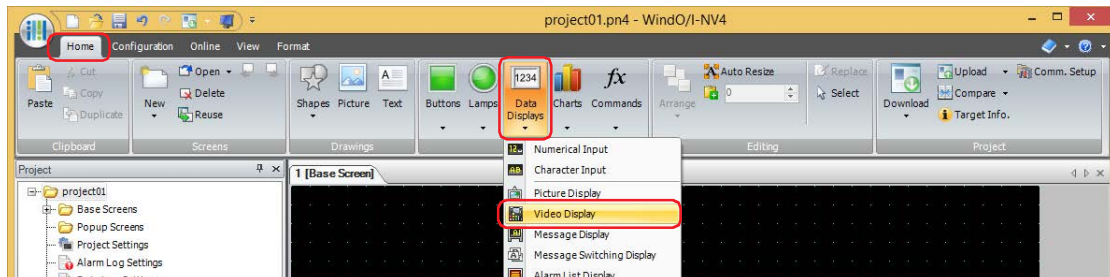 project01.pn4 - WindO/I-NV4
Home Configuration Online View Format
Paste
Cut
Copy
Duplicate
Clipboard
New
Open
Delete
Reuse
Screens
Shapes Picture Text
Drawings
Buttons Lamps Data Displays Charts Commands
1234
fx
Arrange
Auto Resize
0
Replace
Select
Editing
Download
Upload
Compare
Target Info.
Comm. Setup
Project
Project
project01
Base Screens
Popup Screens
Project Settings
Alarm Log Settings
1 [Base Screen]
Numerical Input
Character Input
Picture Display
Video Display
Message Display
Message Switching Display
Alarm List Display